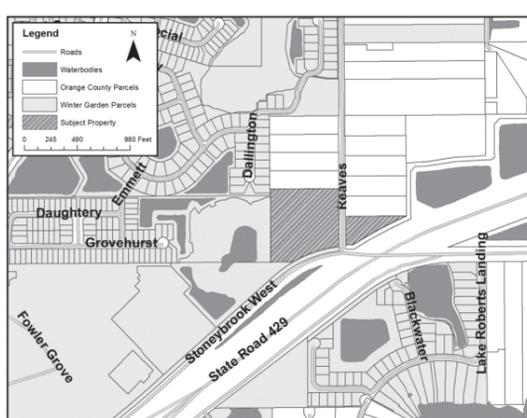 Legend
N
Roads
Waterbodies
Orange County Parcels
Winter Garden Parcels
Subject Property
0 245 490 980 Feet
Emmett
Dallington
Reaves
Daughtery
Grovehurst
Stoneybrook West
State Road 429
Fowler Grove
Blackwater
Lake Roberts Landing